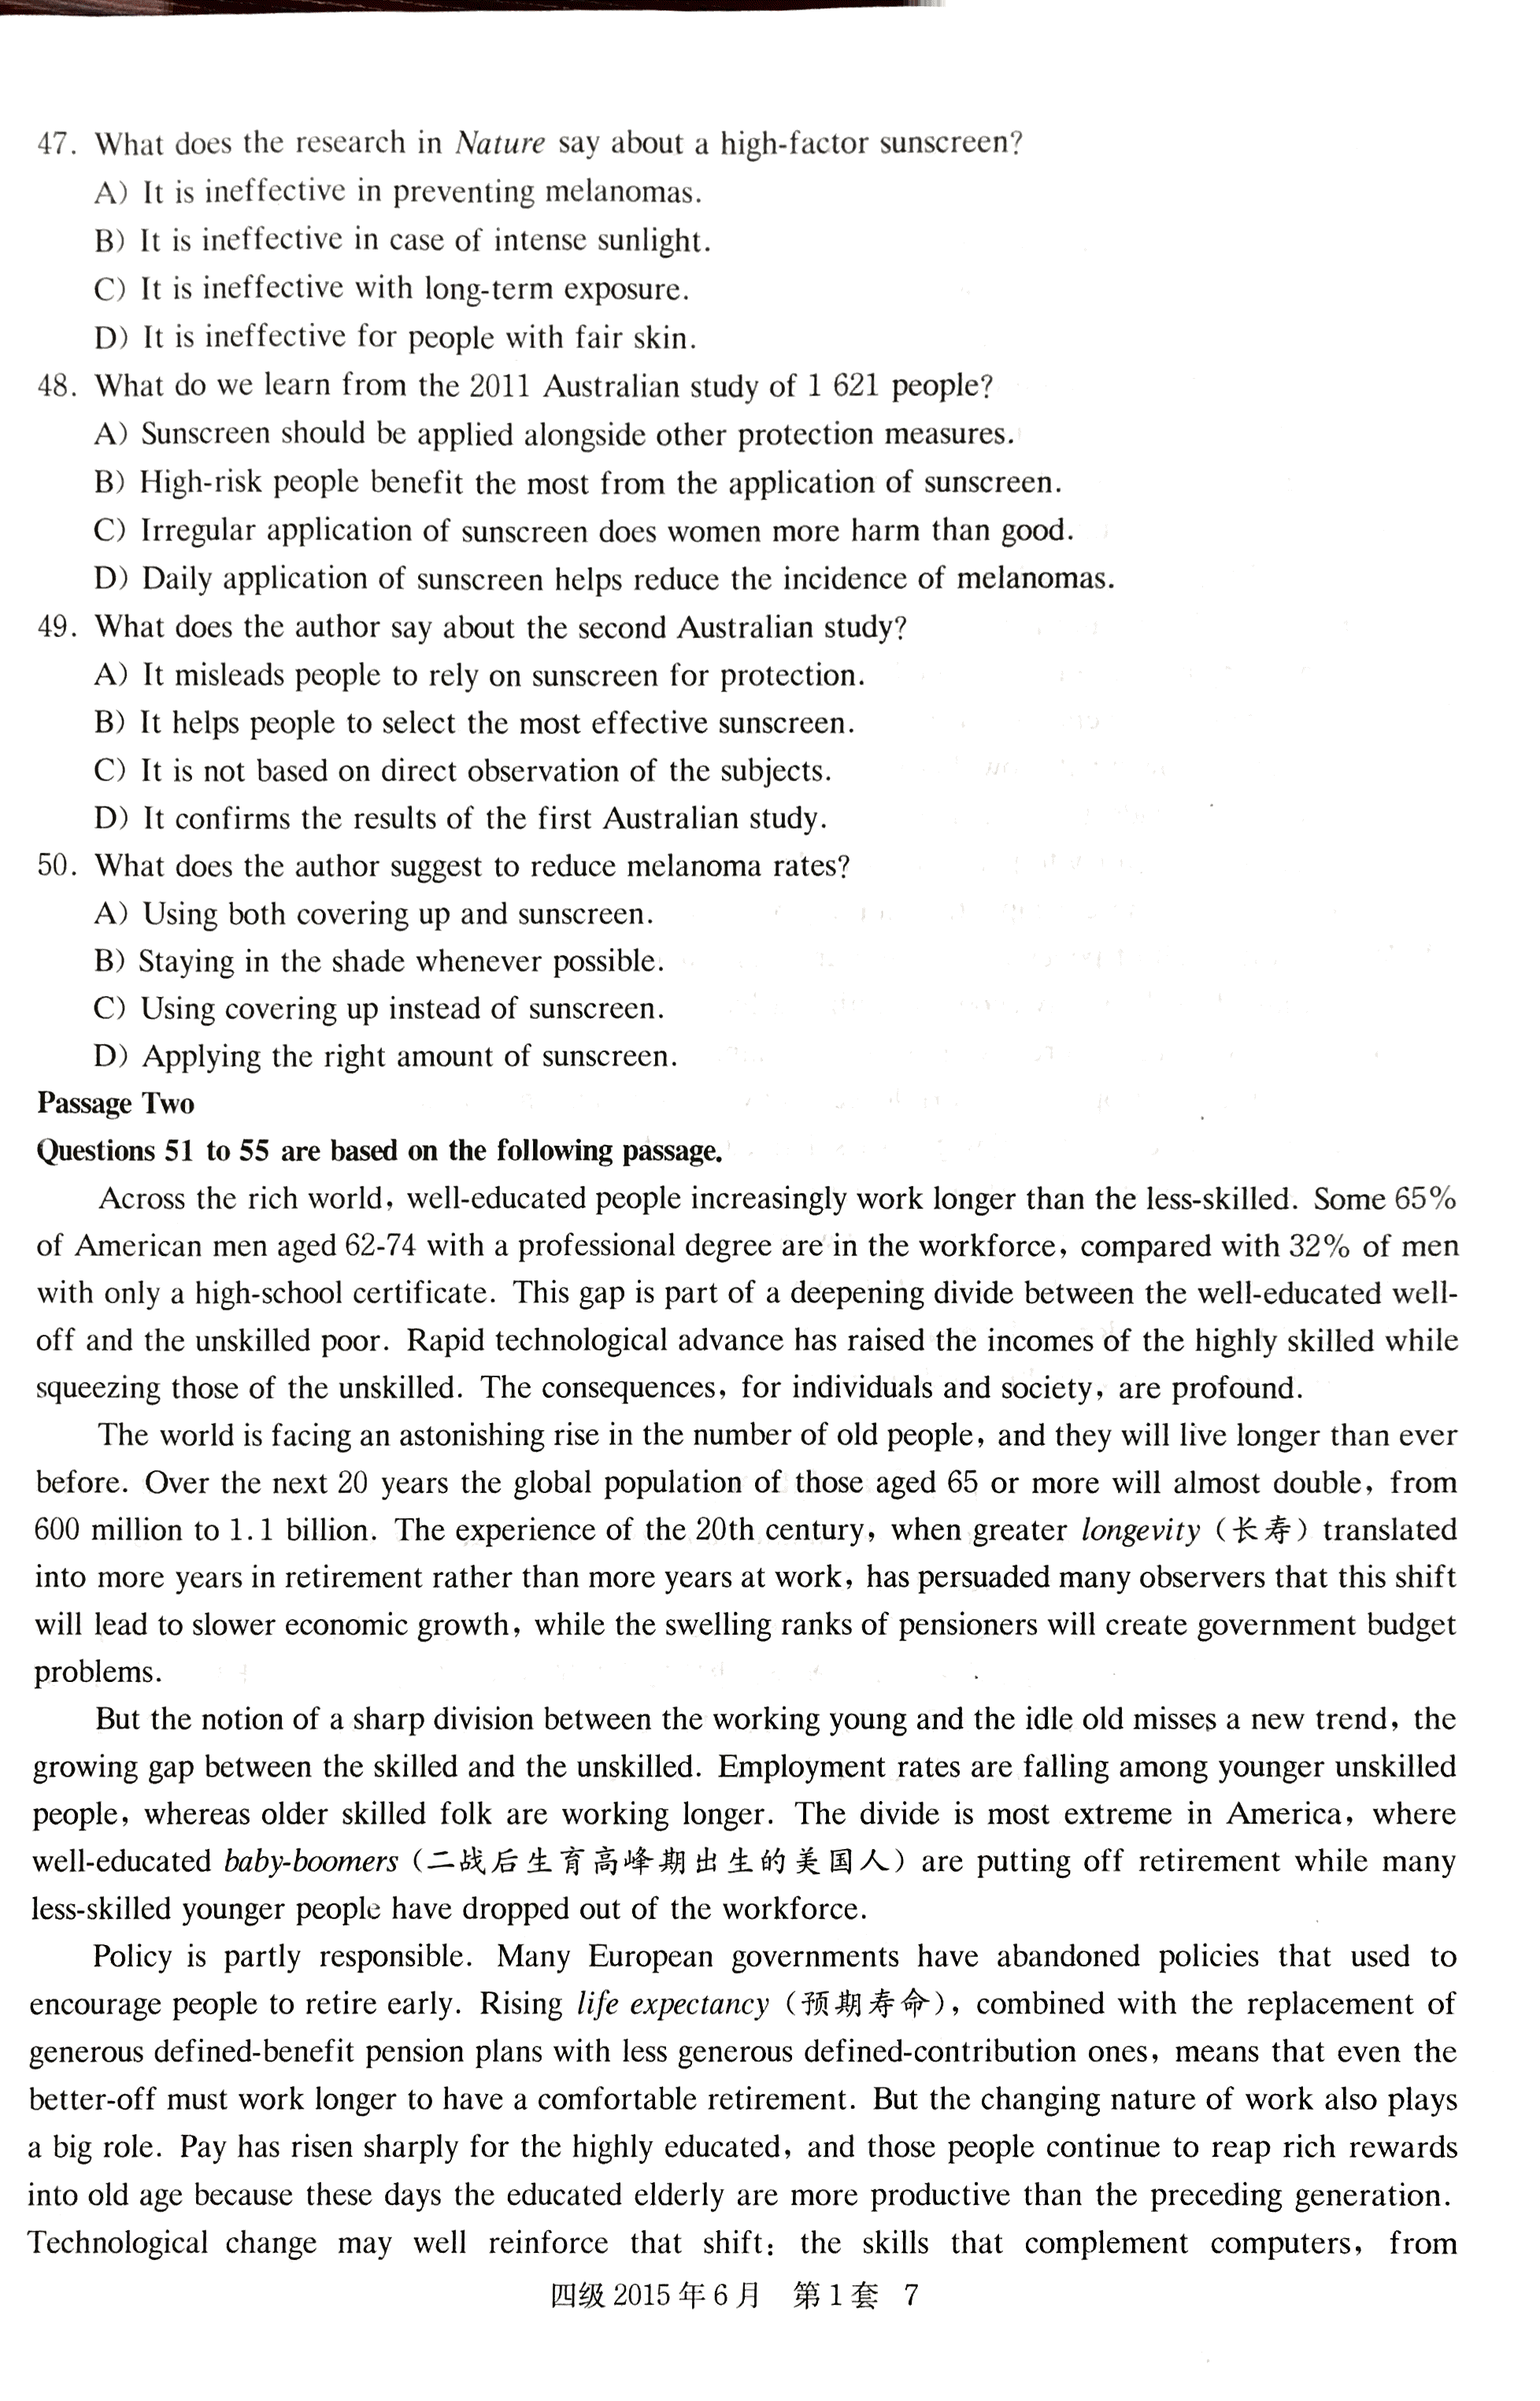 47. What does the research in Nature say about a high-factor sunscreen?
A) It is ineffective in preventing melanomas.
B) It is ineffective in case of intense sunlight.
C) It is ineffective with long-term exposure.
D) It is ineffective for people with fair skin.
48. What do we learn from the 2011 Australian study of 1 621 people?
A) Sunscreen should be applied alongside other protection measures.
B) High-risk people benefit the most from the application of sunscreen.
C) Irregular application of sunscreen does women more harm than good.
D) Daily application of sunscreen helps reduce the incidence of melanomas.
49. What does the author say about the second Australian study?
A) It misleads people to rely on sunscreen for protection.
B) It helps people to select the most effective sunscreen.
C) It is not based on direct observation of the subjects.
D) It confirms the results of the first Australian study.
50. What does the author suggest to reduce melanoma rates?
A) Using both covering up and sunscreen.
B) Staying in the shade whenever possible.
C) Using covering up instead of sunscreen.
D) Applying the right amount of sunscreen.
Passage Two
Questions 51 to 55 are based on the following passage.
Across the rich world, well-educated people increasingly work longer than the less-skilled. Some 65%
of American men aged 62-74 with a professional degree are in the workforce, compared with 32% of men
with only a high-school certificate. This gap is part of a deepening divide between the well-educated well-
off and the unskilled poor. Rapid technological advance has raised the incomes of the highly skilled while
squeezing those of the unskilled. The consequences, for individuals and society, are profound.
The world is facing an astonishing rise in the number of old people, and they will live longer than ever
before. Over the next 20 years the global population of those aged 65 or more will almost double, from
600 million to 1.1 billion. The experience of the 20th century, when greater longevity (长寿) translated
into more years in retirement rather than more years at work, has persuaded many observers that this shift
will lead to slower economic growth, while the swelling ranks of pensioners will create government budget
problems.
But the notion of a sharp division between the working young and the idle old misses a new trend, the
growing gap between the skilled and the unskilled. Employment rates are falling among younger unskilled
people, whereas older skilled folk are working longer. The divide is most extreme in America, where
well-educated baby-boomers (二战后生育高峰期出生的美国人) are putting off retirement while many
less-skilled younger people have dropped out of the workforce.
Policy is partly responsible. Many European governments have abandoned policies that used to
encourage people to retire early. Rising life expectancy (预期寿命), combined with the replacement of
generous defined-benefit pension plans with less generous defined-contribution ones, means that even the
better-off must work longer to have a comfortable retirement. But the changing nature of work also plays
a big role. Pay has risen sharply for the highly educated, and those people continue to reap rich rewards
into old age because these days the educated elderly are more productive than the preceding generation.
Technological change may well reinforce that shift: the skills that complement computers, from
四级 2015 年 6 月 第 1 套 7